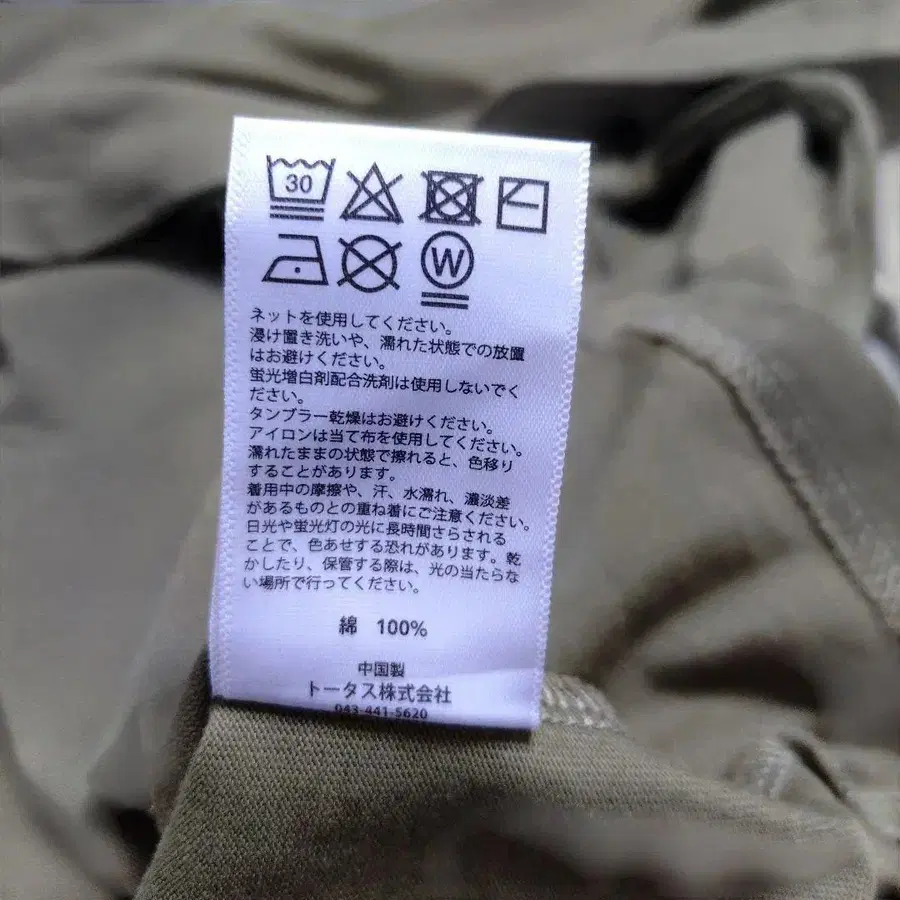 30
W
ネットを使用してください。
浸け置き洗いや、濡れた状態での放置
はお避けください。
蛍光増白剤配合洗剤は使用しないでく
ださい。
タンブラー乾燥はお避けください。
アイロンは当て布を使用してください。
濡れたままの状態で擦れると、色移り
することがあります。
着用中の摩擦や、汗、水濡れ、濃淡差
があるものとの重ね着にご注意ください。
日光や蛍光灯の光に長時間さらされる
ことで、色あせする恐れがあります。乾
かしたり、保管する際は、光の当たらな
い場所で行ってください。
綿 100%
中国製
トータス株式会社
043-441-5620